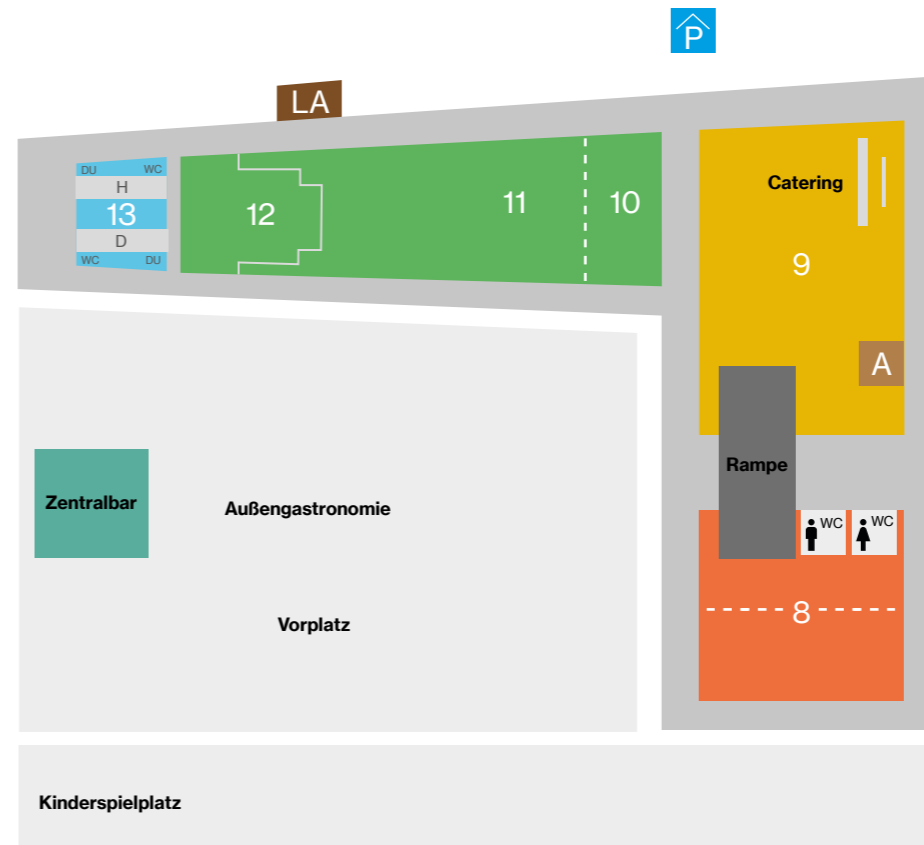 P
LA
DU WC
H
13
D
WC DU
12
11
10
Catering
9
A
Rampe
WC
WC
8
Zentralbar
Außengastronomie
Vorplatz
Kinderspielplatz